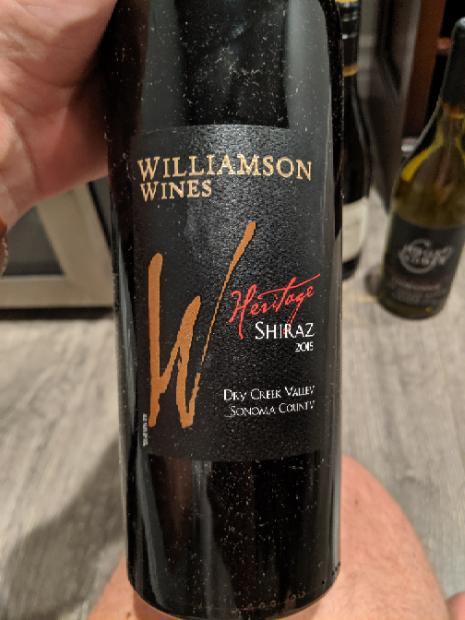 WILLIAMSON
WINES
W
Heritage
SHIRAZ
2015
DRY CREEK VALLEY
SONOMA COUNTY